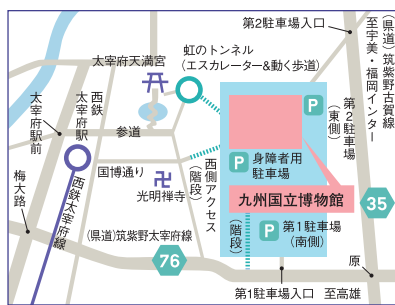 第2駐車場入口
(県道)筑紫野古賀線
至宇美・福岡インター
虹のトンネル
(エスカレーター&動く歩道)
太宰府天満宮
P
第2駐車場
(東側)
西鉄
太宰府駅
太宰府駅前
参道
国博通り
光明禅寺
西側アクセス
(階段)
P
身障者用
駐車場
九州国立博物館
35
梅大路
西鉄太宰府線
(県道)筑紫野太宰府線
76
(階段)
P
第1駐車場
(南側)
原
第1駐車場入口
至高雄